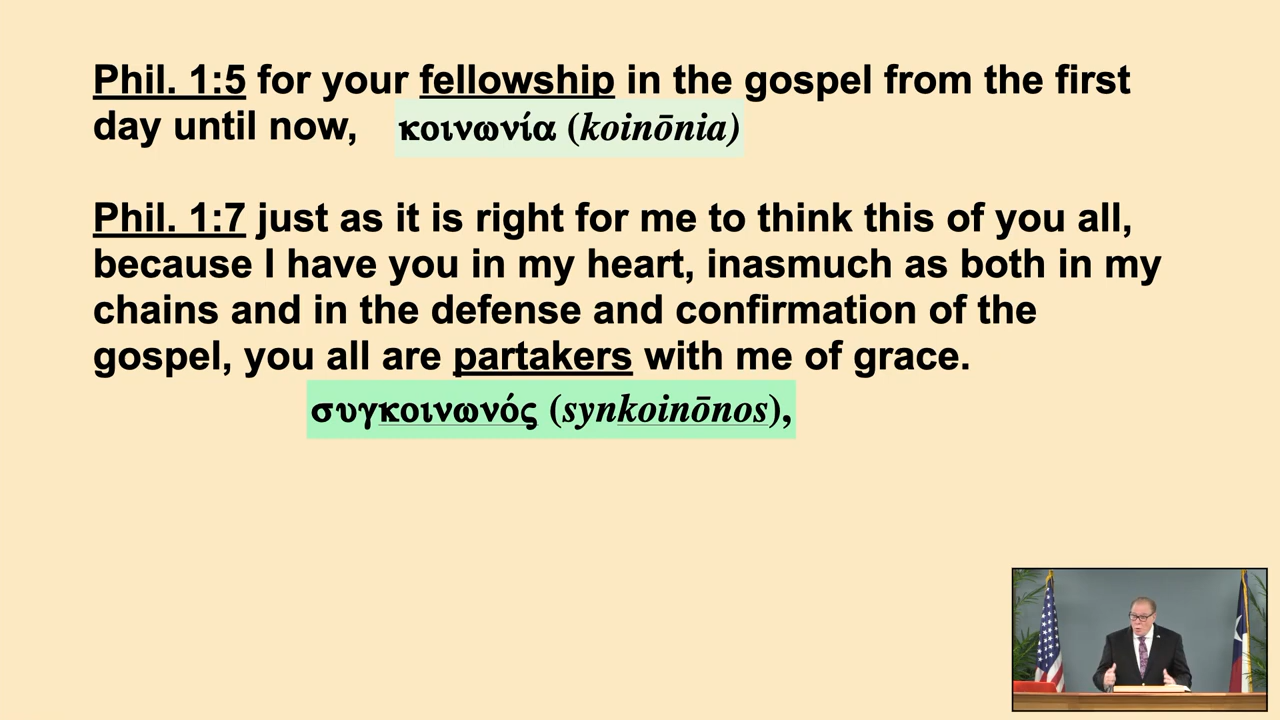 Phil. 1:5 for your fellowship in the gospel from the first
day until now, κοινωνία (koinōnia)
Phil. 1:7 just as it is right for me to think this of you all,
because I have you in my heart, inasmuch as both in my
chains and in the defense and confirmation of the
gospel, you all are partakers with me of grace.
συγκοινωνός (synkoinōnos),